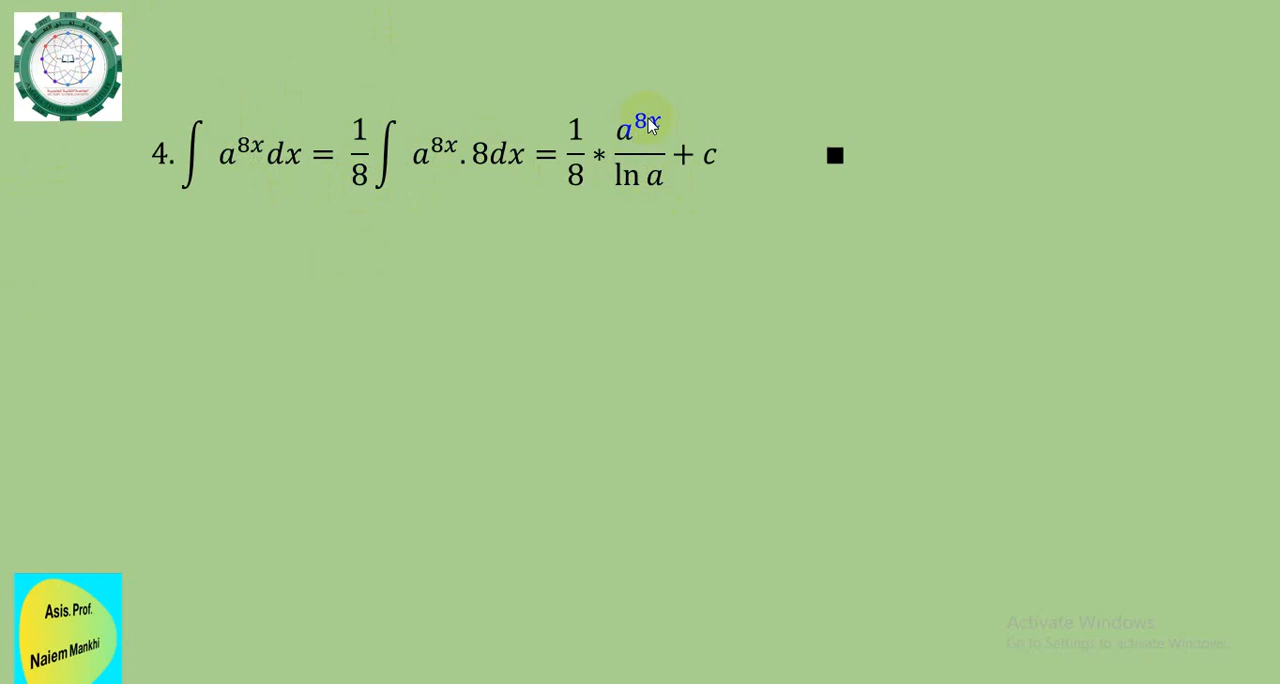 4. ∫ a^{8x} dx = 1/8 ∫ a^{8x} . 8dx = 1/8 * a^{8x}/ln a + c ■
Asis. Prof.
Naiem Mankhi
Activate Windows
Go to Settings to activate Windows.